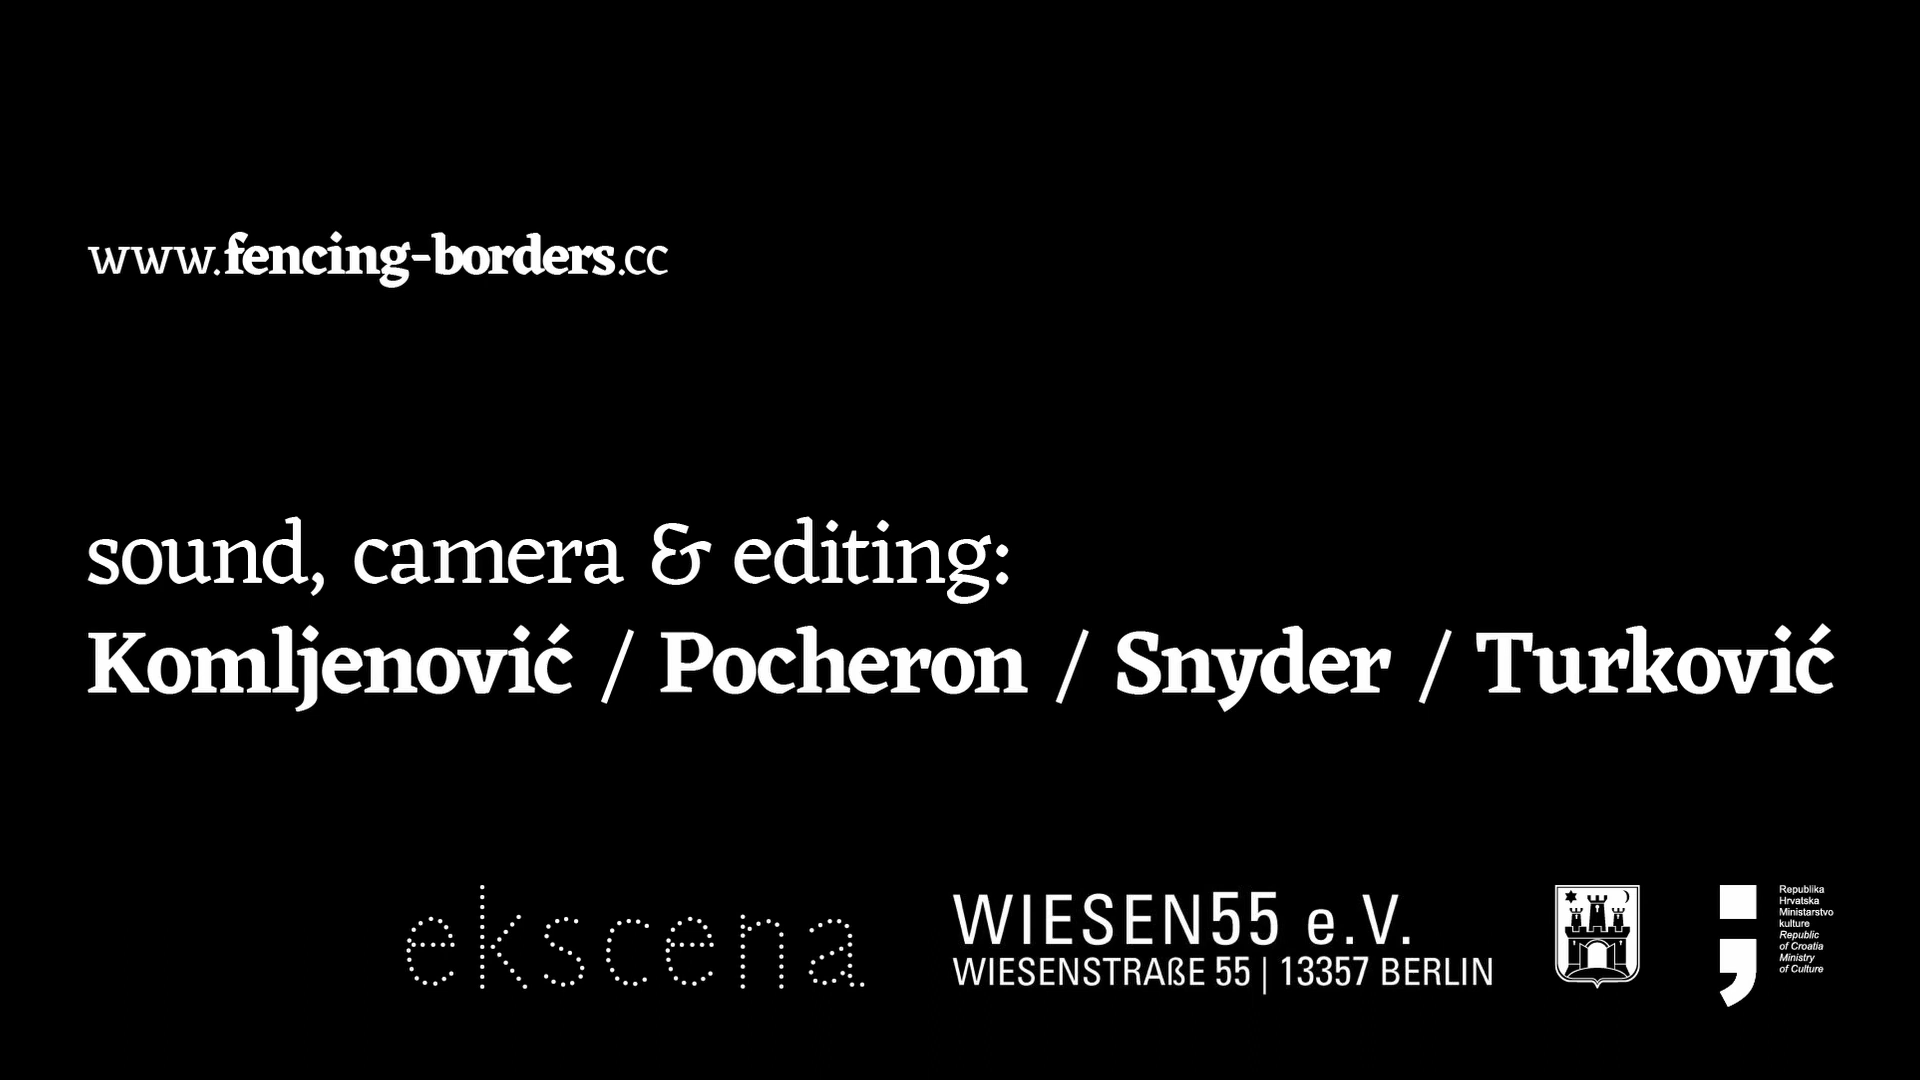 www.fencing-borders.cc
sound, camera & editing:
Komljenović / Pocheron / Snyder / Turković
ekscena
WIESEN55 e.V.
WIESENSTRAßE 55 | 13357 BERLIN
Republika
Hrvatska
Ministarstvo
kulture
Republic
of Croatia
Ministry
of Culture